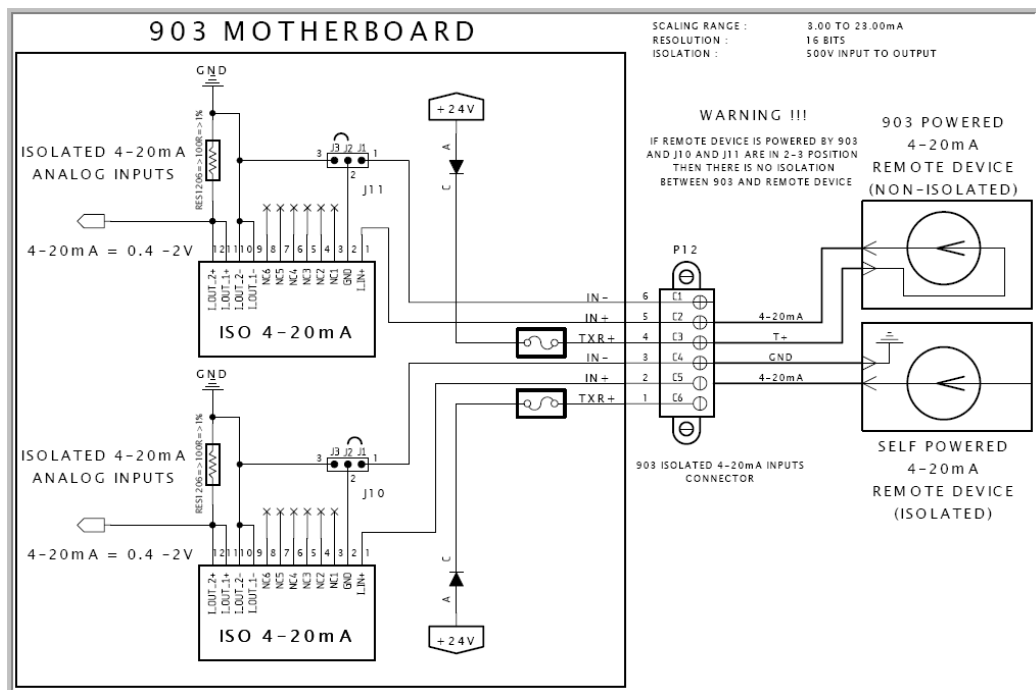 903 MOTHERBOARD
SCALING RANGE : 3.00 TO 23.00mA
RESOLUTION : 16 BITS
ISOLATION : 500V INPUT TO OUTPUT
GND
+24V
WARNING !!!
IF REMOTE DEVICE IS POWERED BY 903
AND J10 AND J11 ARE IN 2-3 POSITION
THEN THERE IS NO ISOLATION
BETWEEN 903 AND REMOTE DEVICE
903 POWERED
4-20mA
REMOTE DEVICE
(NON-ISOLATED)
ISOLATED 4-20mA
ANALOG INPUTS
RES1206=>100R=>1%
3 J3 J2 J1 1
2
J11
A
C
4-20mA = 0.4 -2V
12 11 11 10 9 8 7 6 5 4 3 2 1
I_OUT_2+
I_OUT_1+
I_OUT_2-
I_OUT_1-
NC6
NC5
NC4
NC3
NC2
NC1
GND
I_IN+
ISO 4-20mA
P12
IN- 6 C1
IN+ 5 C2 4-20mA
TXR+ 4 C3 T+
IN- 3 C4 GND
IN+ 2 C5 4-20mA
TXR+ 1 C6
903 ISOLATED 4-20mA INPUTS
CONNECTOR
SELF POWERED
4-20mA
REMOTE DEVICE
(ISOLATED)
GND
ISOLATED 4-20mA
ANALOG INPUTS
RES1206=>100R=>1%
3 J3 J2 J1 1
2
J10
4-20mA = 0.4 -2V
12 11 11 10 9 8 7 6 5 4 3 2 1
I_OUT_2+
I_OUT_1+
I_OUT_2-
I_OUT_1-
NC6
NC5
NC4
NC3
NC2
NC1
GND
I_IN+
ISO 4-20mA
C
A
+24V